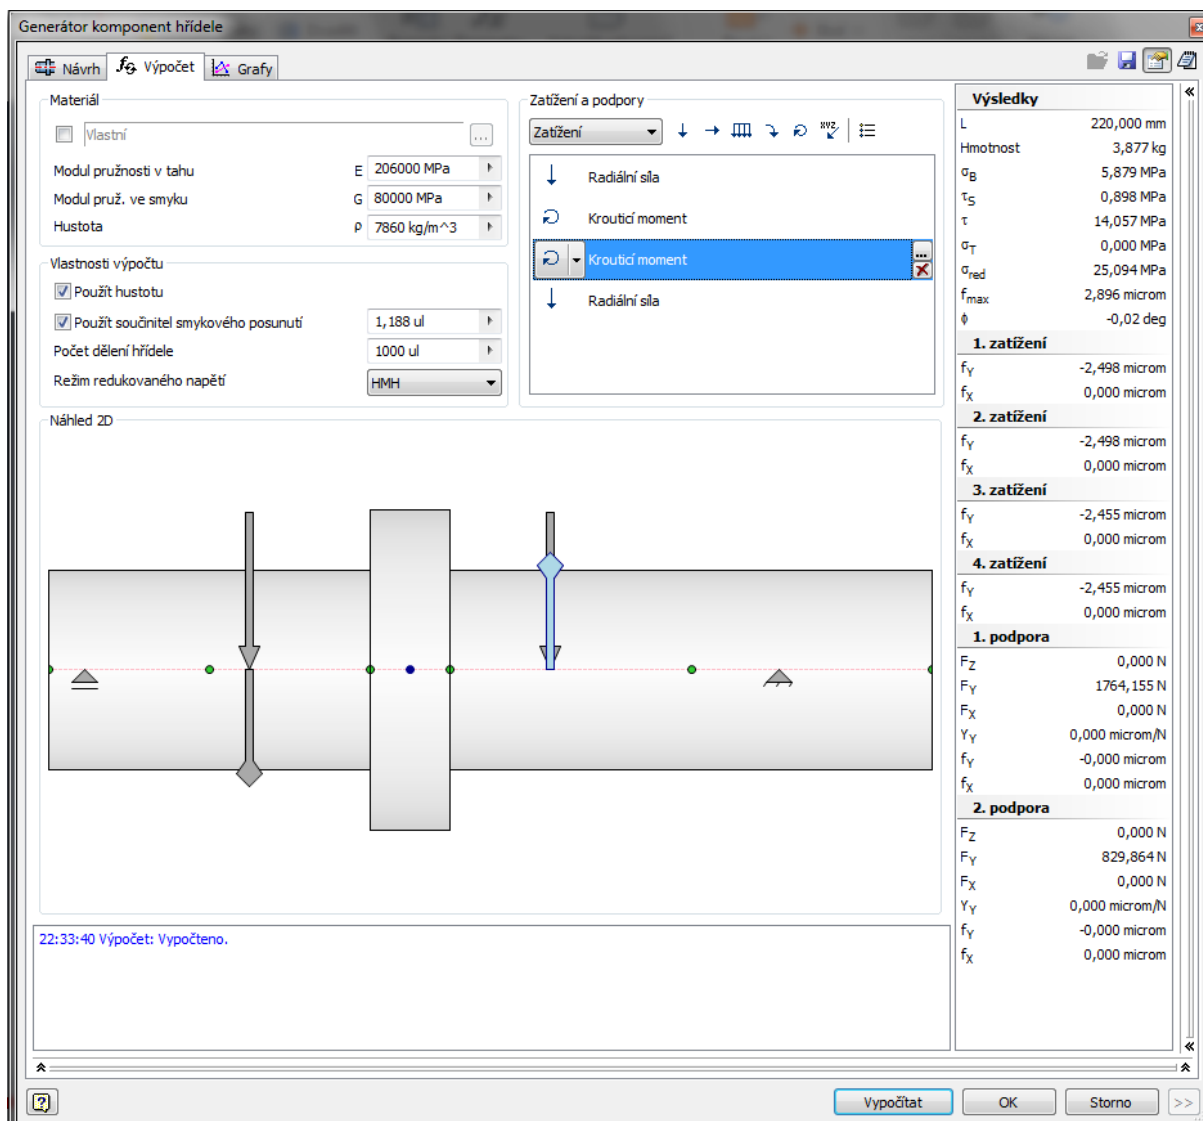 Generátor komponent hřídele
Návrh
Výpočet
Grafy
Materiál
Vlastní
...
Modul pružnosti v tahu E 206000 MPa
Modul pruž. ve smyku G 80000 MPa
Hustota ρ 7860 kg/m^3
Vlastnosti výpočtu
Použít hustotu
Použít součinitel smykového posunutí 1,188 ul
Počet dělení hřídele 1000 ul
Režim redukovaného napětí HMH
Zatížení a podpory
Zatížení
XYZ
Radiální síla
Krouticí moment
Krouticí moment
...
Radiální síla
Náhled 2D
22:33:40 Výpočet: Vypočteno.
Výsledky
L 220,000 mm
Hmotnost 3,877 kg
σB 5,879 MPa
τS 0,898 MPa
τ 14,057 MPa
σT 0,000 MPa
σred 25,094 MPa
fmax 2,896 microm
ϕ -0,02 deg
1. zatížení
fY -2,498 microm
fX 0,000 microm
2. zatížení
fY -2,498 microm
fX 0,000 microm
3. zatížení
fY -2,455 microm
fX 0,000 microm
4. zatížení
fY -2,455 microm
fX 0,000 microm
1. podpora
FZ 0,000 N
FY 1764,155 N
FX 0,000 N
YY 0,000 microm/N
fY -0,000 microm
fX 0,000 microm
2. podpora
FZ 0,000 N
FY 829,864 N
FX 0,000 N
YY 0,000 microm/N
fY -0,000 microm
fX 0,000 microm
?
Vypočítat
OK
Storno
>>